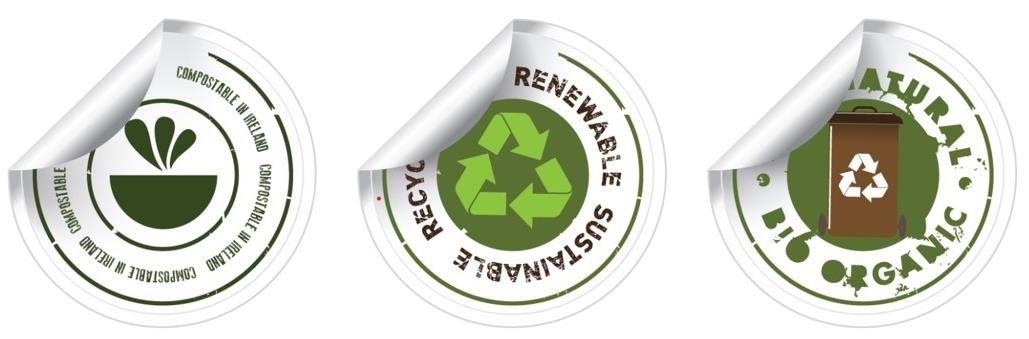 COMPOSTABLE IN IRELAND
COMPOSTABLE IN IRELAND
COMPOSTABLE IN IRELAND
COMPOSTABLE
RENEWABLE
SUSTAINABLE
RECYC
NATURAL
BIO ORGANIC